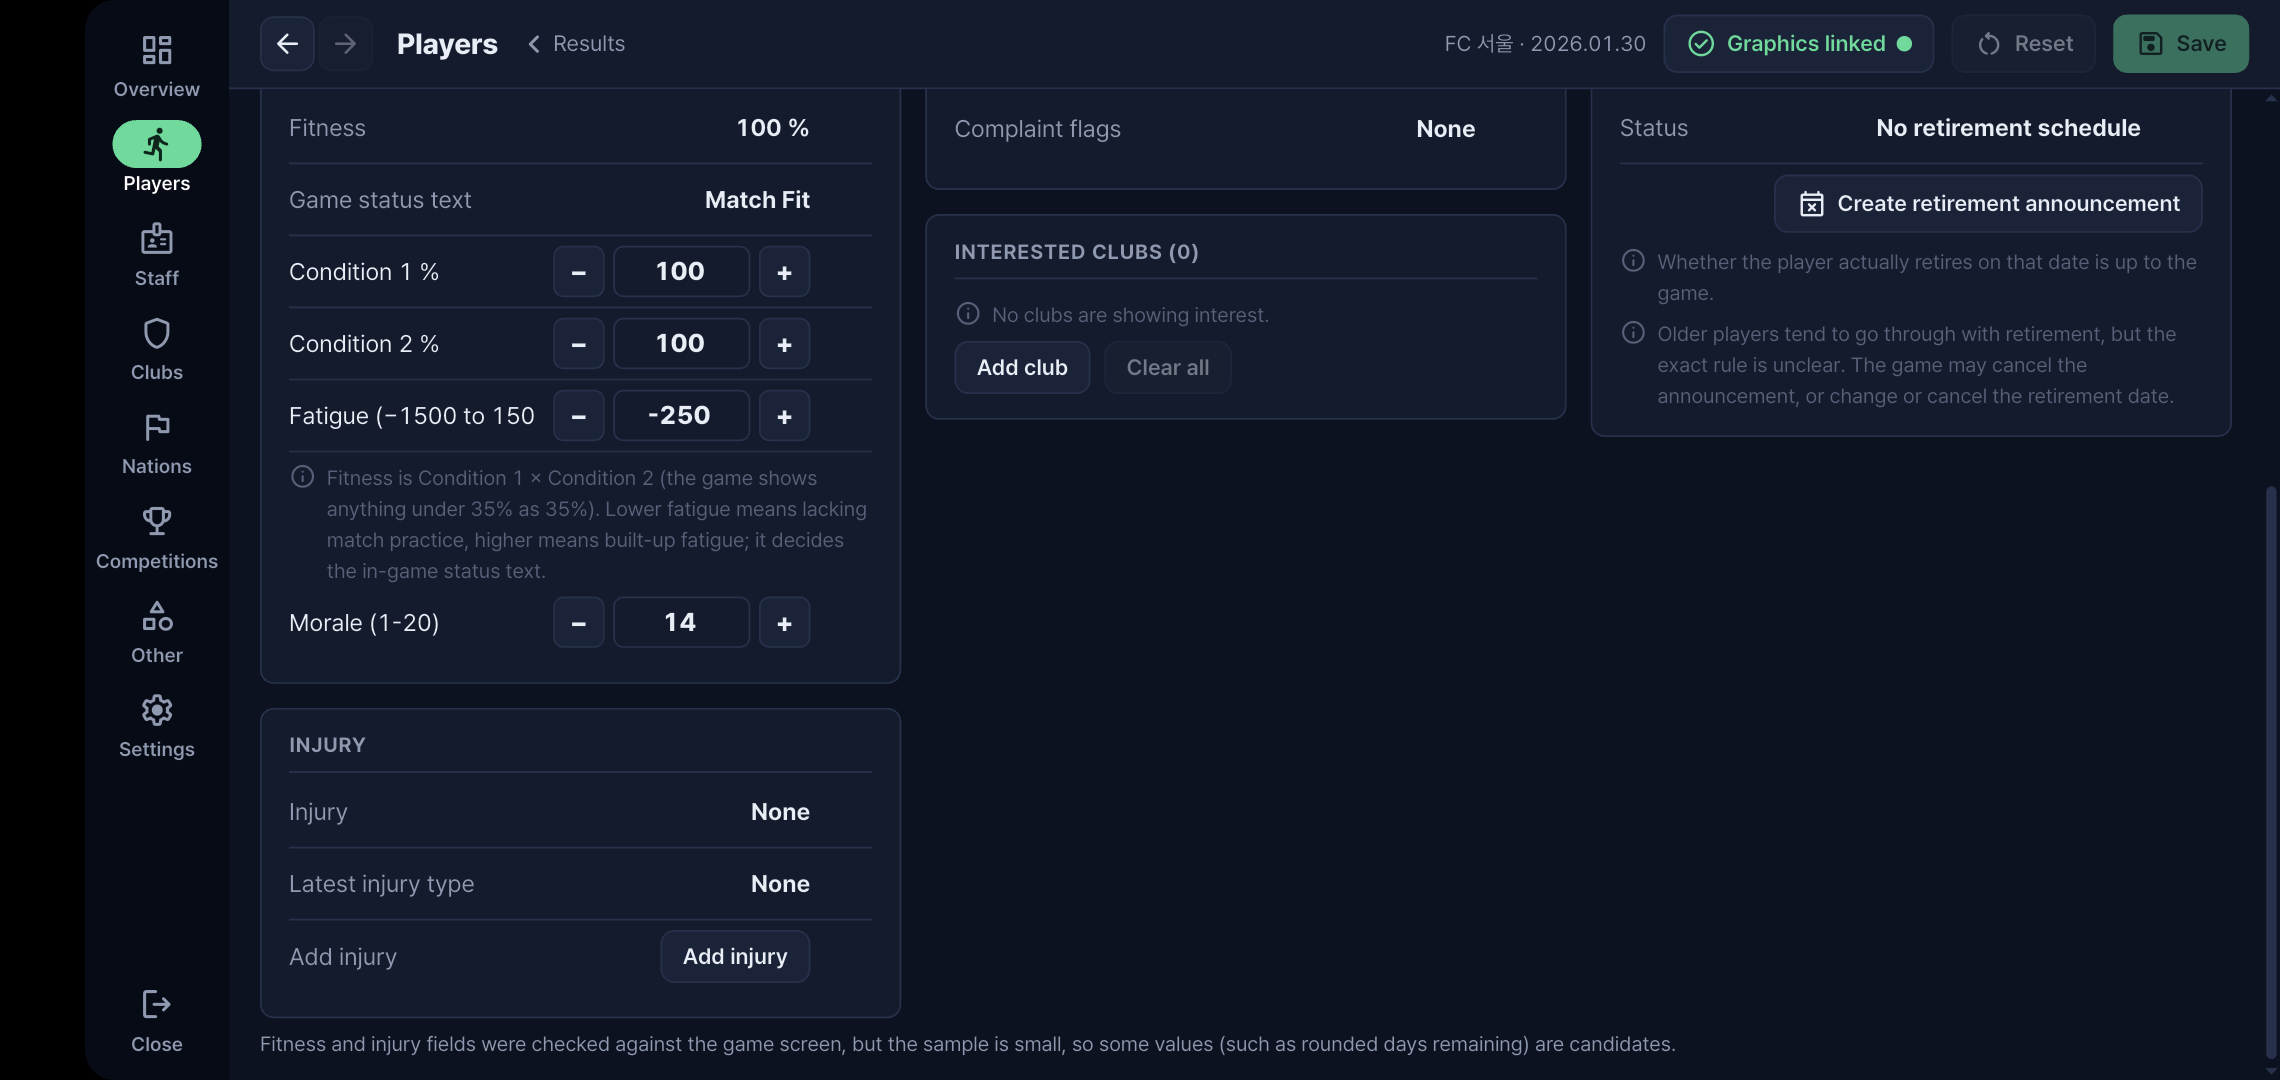 Overview
Players
Staff
Clubs
Nations
Competitions
Other
Settings
Close
Players
Results
FC 서울 · 2026.01.30
Graphics linked
Reset
Save
Fitness
100 %
Game status text
Match Fit
Condition 1 %
−
100
+
Condition 2 %
−
100
+
Fatigue (−1500 to 150
−
-250
+
Fitness is Condition 1 × Condition 2 (the game shows
anything under 35% as 35%). Lower fatigue means lacking
match practice, higher means built-up fatigue; it decides
the in-game status text.
Morale (1-20)
−
14
+
INJURY
Injury
None
Latest injury type
None
Add injury
Add injury
Complaint flags
None
INTERESTED CLUBS (0)
No clubs are showing interest.
Add club
Clear all
Status
No retirement schedule
Create retirement announcement
Whether the player actually retires on that date is up to the
game.
Older players tend to go through with retirement, but the
exact rule is unclear. The game may cancel the
announcement, or change or cancel the retirement date.
Fitness and injury fields were checked against the game screen, but the sample is small, so some values (such as rounded days remaining) are candidates.